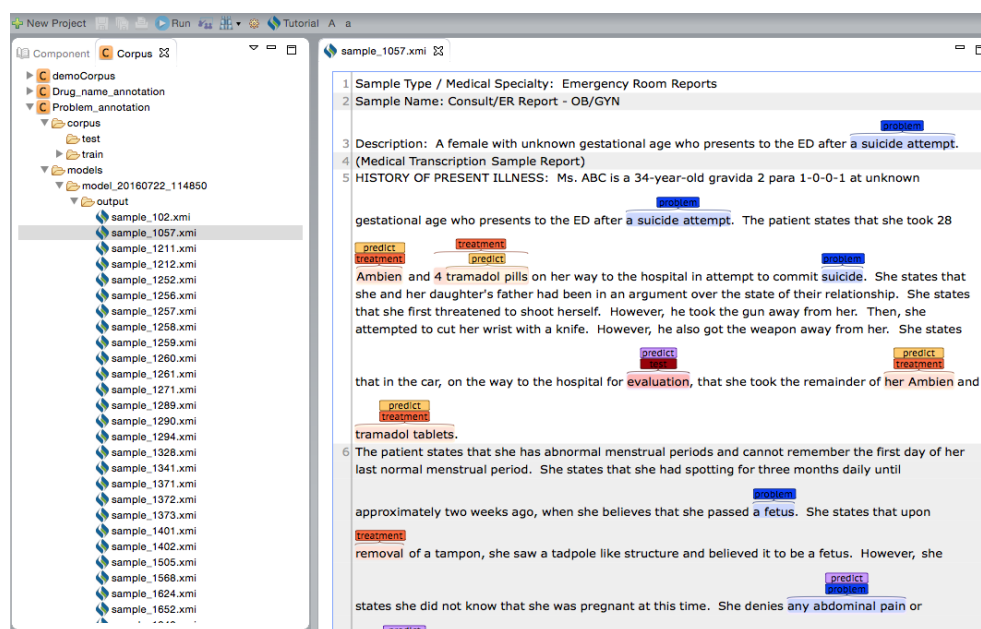 New Project Run Tutorial A a
Component C Corpus sample_1057.xmi
C demoCorpus
C Drug_name_annotation
C Problem_annotation
corpus
test
train
models
model_20160722_114850
output
sample_102.xmi
sample_1057.xmi
sample_1211.xmi
sample_1212.xmi
sample_1252.xmi
sample_1256.xmi
sample_1257.xmi
sample_1258.xmi
sample_1259.xmi
sample_1260.xmi
sample_1261.xmi
sample_1271.xmi
sample_1289.xmi
sample_1290.xmi
sample_1294.xmi
sample_1328.xmi
sample_1341.xmi
sample_1371.xmi
sample_1372.xmi
sample_1373.xmi
sample_1401.xmi
sample_1402.xmi
sample_1505.xmi
sample_1568.xmi
sample_1624.xmi
sample_1652.xmi
1 Sample Type / Medical Specialty: Emergency Room Reports
2 Sample Name: Consult/ER Report - OB/GYN
problem
3 Description: A female with unknown gestational age who presents to the ED after a suicide attempt.
4 (Medical Transcription Sample Report)
5 HISTORY OF PRESENT ILLNESS: Ms. ABC is a 34-year-old gravida 2 para 1-0-0-1 at unknown
problem
gestational age who presents to the ED after a suicide attempt. The patient states that she took 28
predict treatment
treatment predict problem
Ambien and 4 tramadol pills on her way to the hospital in attempt to commit suicide. She states that
she and her daughter's father had been in an argument over the state of their relationship. She states
that she first threatened to shoot herself. However, he took the gun away from her. Then, she
attempted to cut her wrist with a knife. However, he also got the weapon away from her. She states
predict predict
test treatment
that in the car, on the way to the hospital for evaluation, that she took the remainder of her Ambien and
predict
treatment
tramadol tablets.
6 The patient states that she has abnormal menstrual periods and cannot remember the first day of her
last normal menstrual period. She states that she had spotting for three months daily until
problem
approximately two weeks ago, when she believes that she passed a fetus. She states that upon
treatment
removal of a tampon, she saw a tadpole like structure and believed it to be a fetus. However, she
predict
problem
states she did not know that she was pregnant at this time. She denies any abdominal pain or
predict